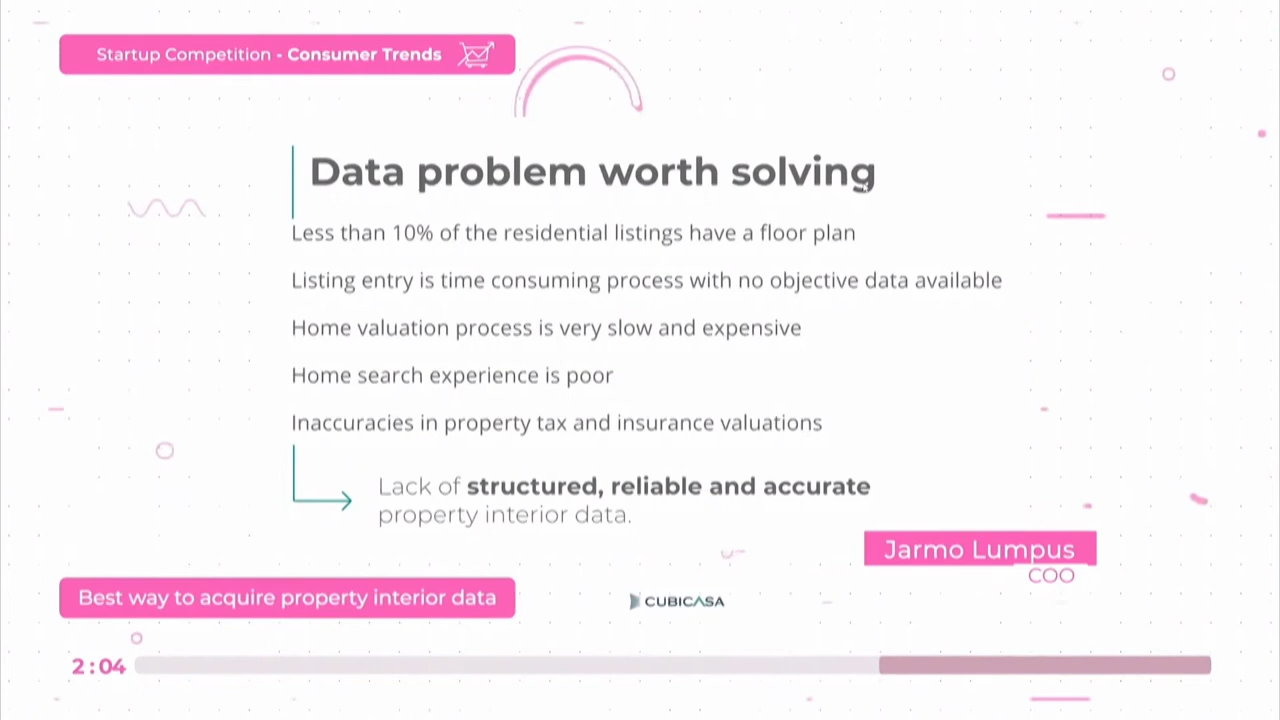 Startup Competition - Consumer Trends
Data problem worth solving
Less than 10% of the residential listings have a floor plan
Listing entry is time consuming process with no objective data available
Home valuation process is very slow and expensive
Home search experience is poor
Inaccuracies in property tax and insurance valuations
Lack of structured, reliable and accurate
property interior data.
Jarmo Lumpus
COO
Best way to acquire property interior data
CUBICASA
2:04